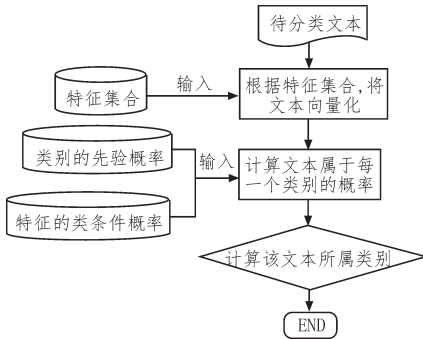 待分类文本
特征集合
输入
根据特征集合,将
文本向量化
类别的先验概率
输入
计算文本属于每
一个类别的概率
特征的类条件概率
计算该文本所属类别
END